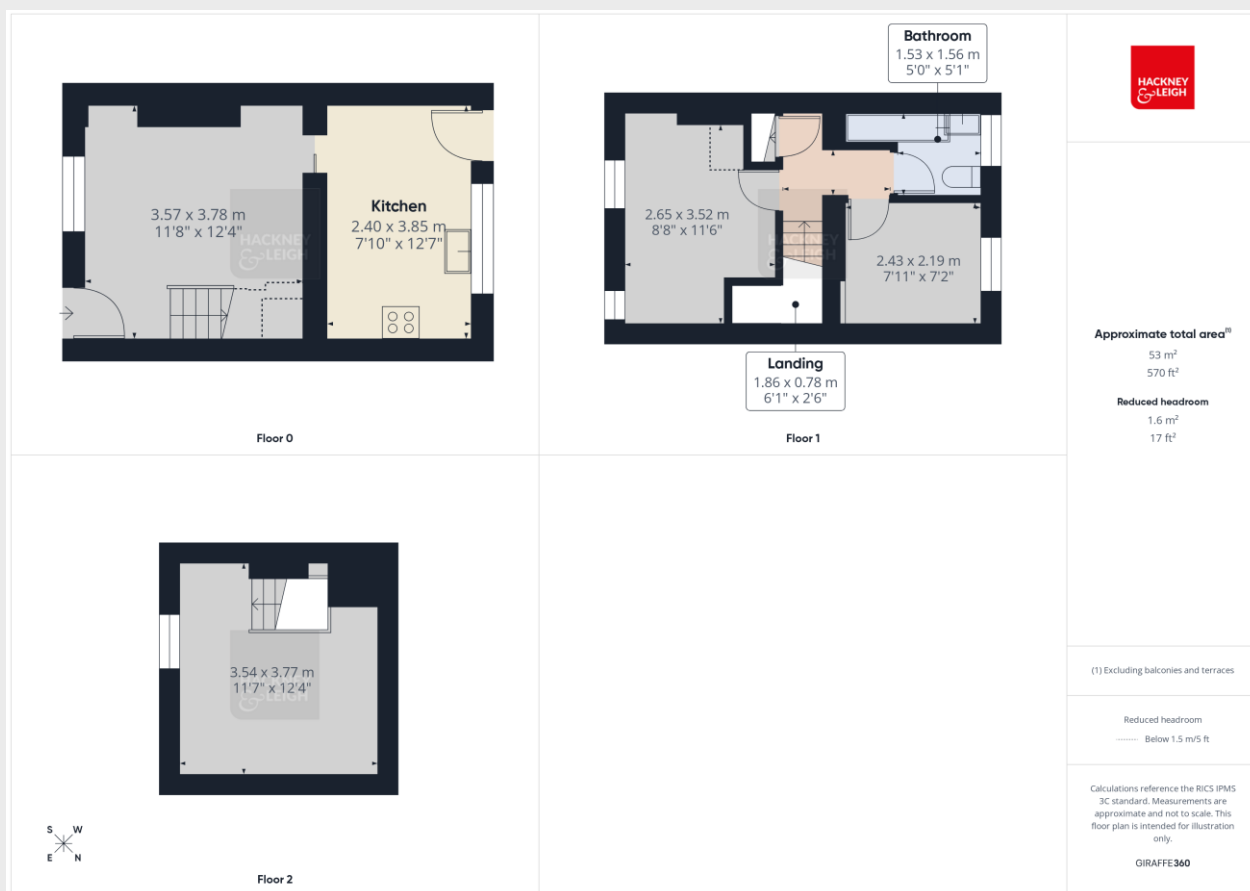 3.57 x 3.78 m
11'8" x 12'4"
Kitchen
2.40 x 3.85 m
7'10" x 12'7"
HACKNEY
& LEIGH
Floor 0
Bathroom
1.53 x 1.56 m
5'0" x 5'1"
2.65 x 3.52 m
8'8" x 11'6"
HACKNEY
& LEIGH
2.43 x 2.19 m
7'11" x 7'2"
Landing
1.86 x 0.78 m
6'1" x 2'6"
Floor 1
3.54 x 3.77 m
11'7" x 12'4"
HACKNEY
& LEIGH
S W
E N
Floor 2
HACKNEY
& LEIGH
Approximate total area(1)
53 m²
570 ft²
Reduced headroom
1.6 m²
17 ft²
(1) Excluding balconies and terraces
Reduced headroom
Below 1.5 m/5 ft
Calculations reference the RICS IPMS
3C standard. Measurements are
approximate and not to scale. This
floor plan is intended for illustration
only.
GIRAFFE360